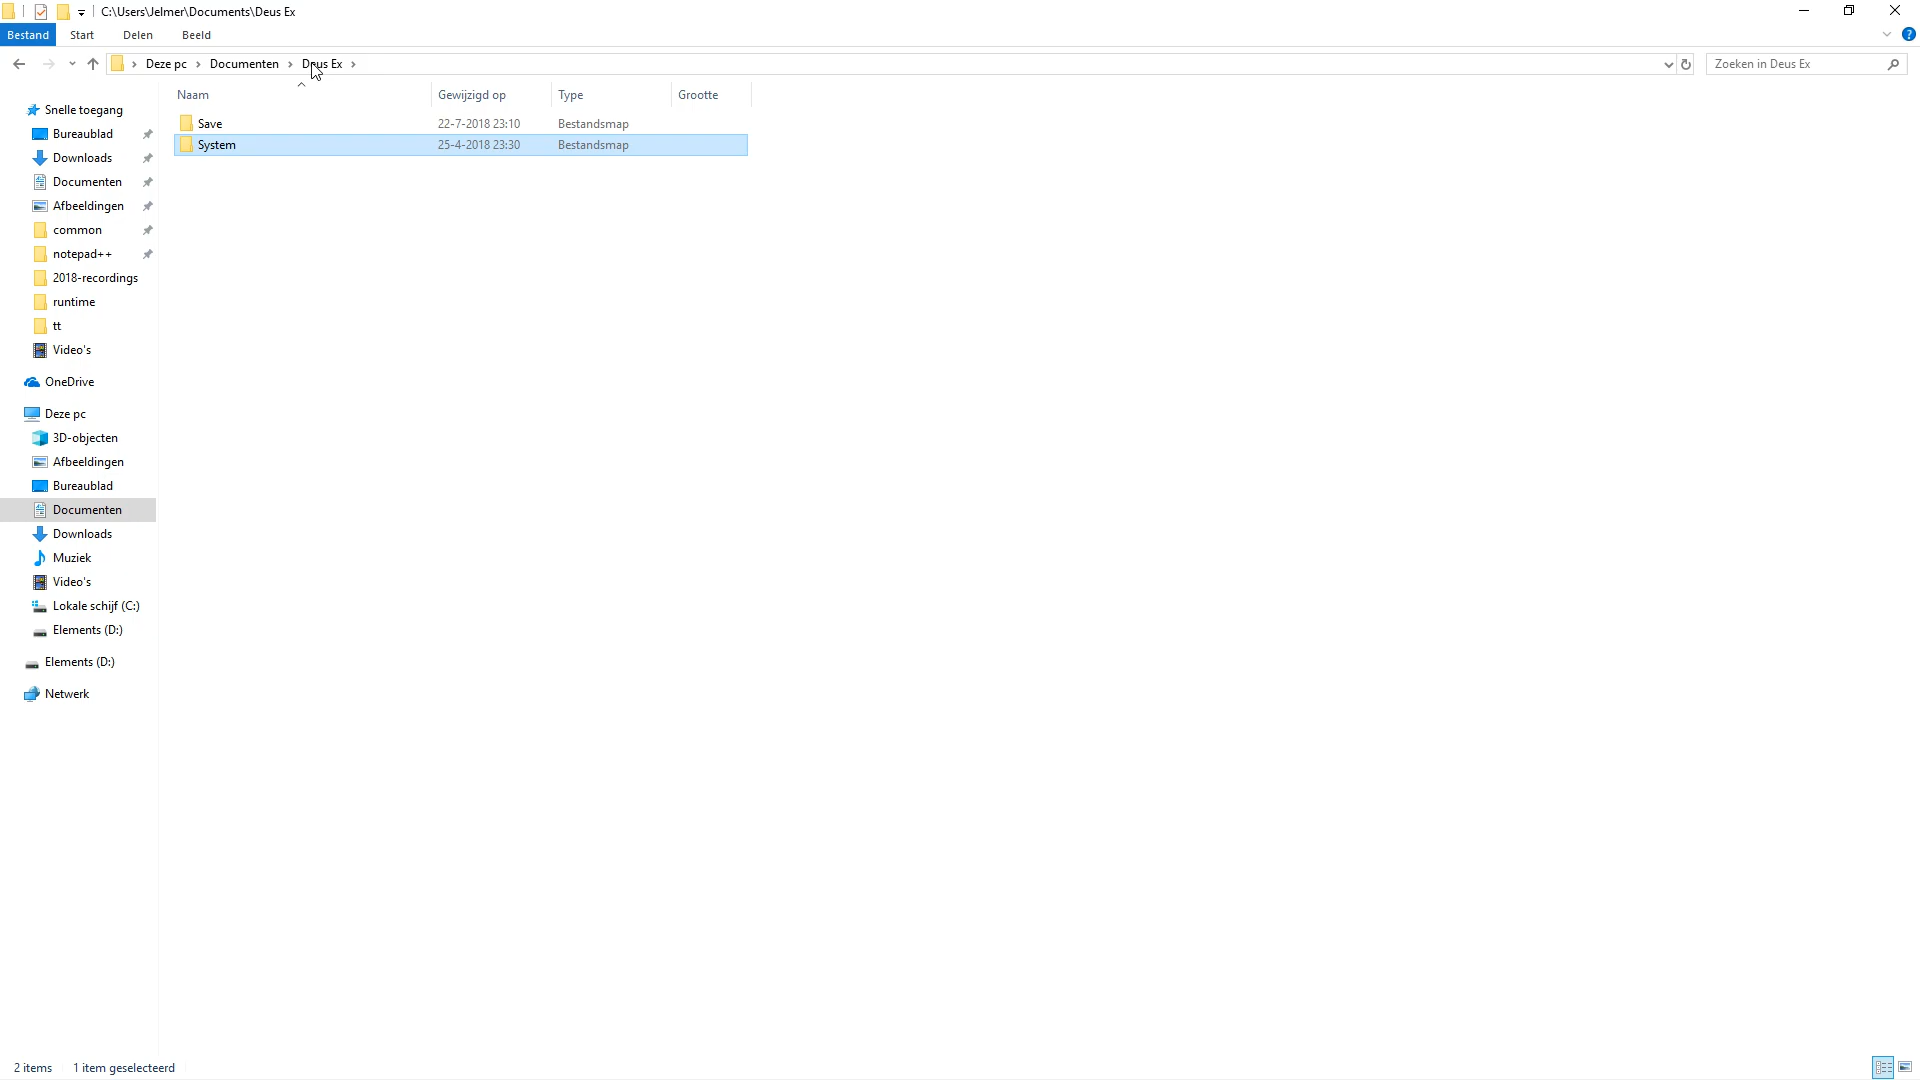 C:\Users\Jelmer\Documents\Deus Ex
Bestand Start Delen Beeld
Deze pc Documenten Deus Ex
Zoeken in Deus Ex
Naam Gewijzigd op Type Grootte
Save 22-7-2018 23:10 Bestandsmap
System 25-4-2018 23:30 Bestandsmap
Snelle toegang
Bureaublad
Downloads
Documenten
Afbeeldingen
common
notepad++
2018-recordings
runtime
tt
Video's
OneDrive
Deze pc
3D-objecten
Afbeeldingen
Bureaublad
Documenten
Downloads
Muziek
Video's
Lokale schijf (C:)
Elements (D:)
Elements (D:)
Netwerk
2 items 1 item geselecteerd